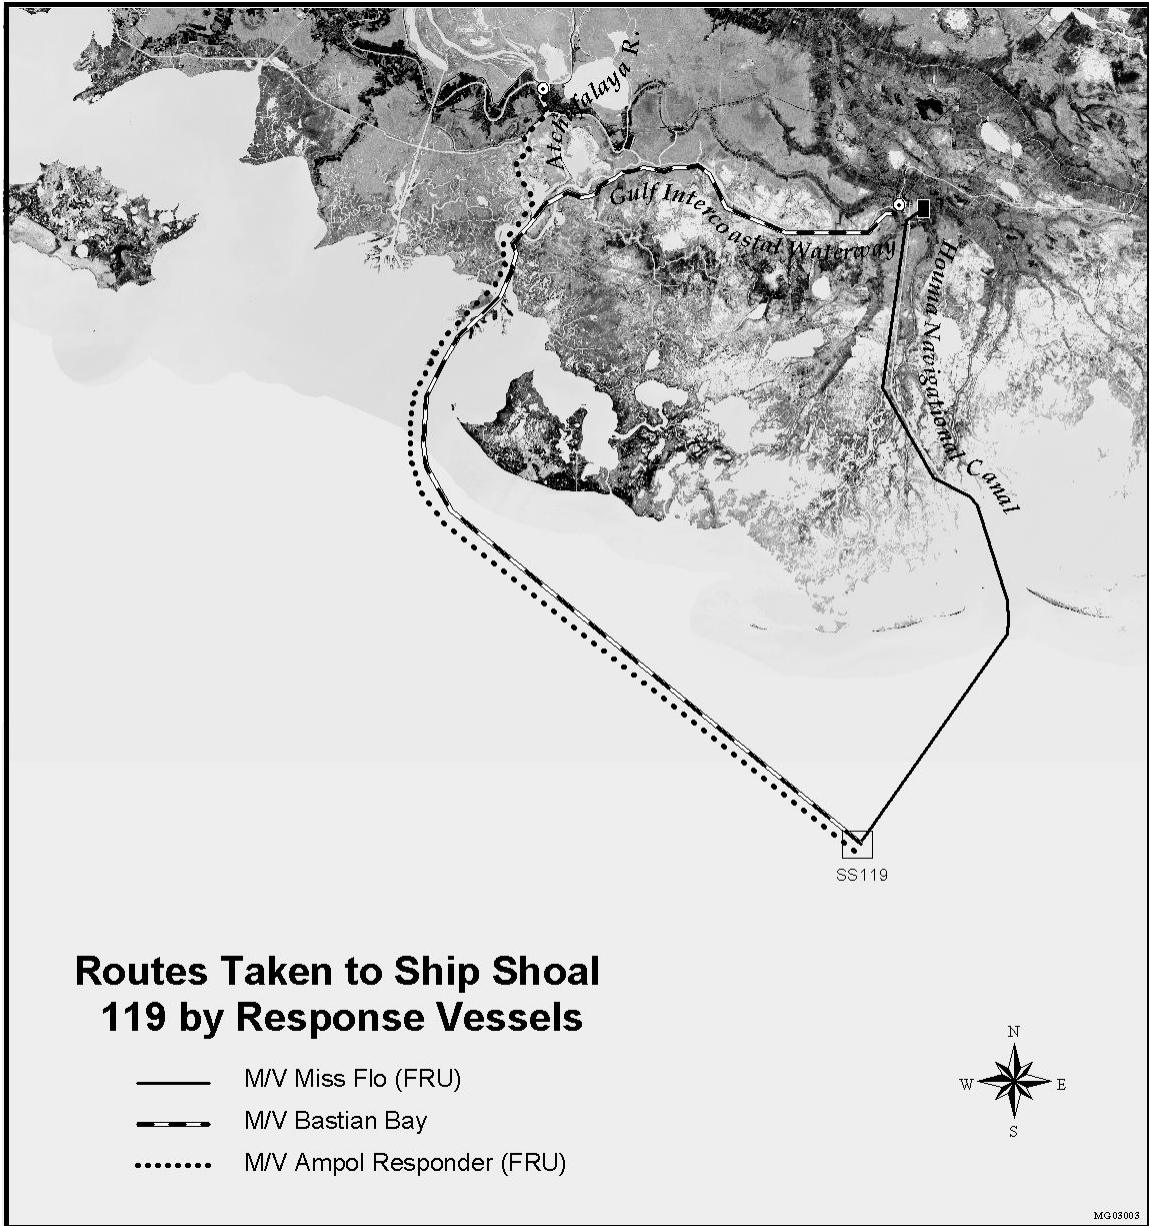 Atchafalaya R.
Gulf Intercoastal Waterway
Houma Navigational Canal
SS119
Routes Taken to Ship Shoal
119 by Response Vessels
M/V Miss Flo (FRU)
M/V Bastian Bay
M/V Ampol Responder (FRU)
N
W E
S
MG03003